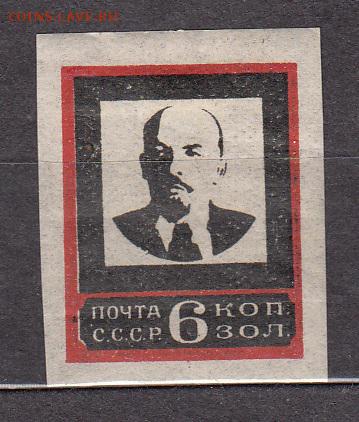 COINS.LAVE.RU
ПОЧТА 6 КОП
С.С.С.Р. ЗОЛ.